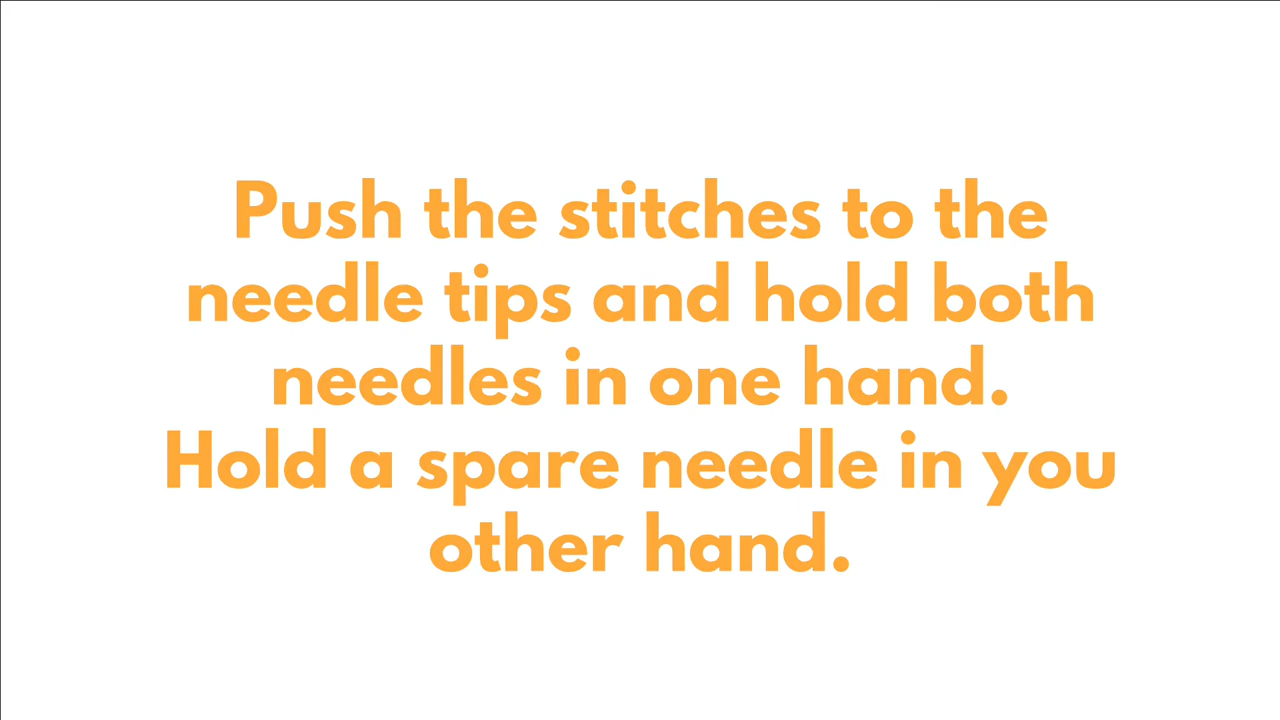 Push the stitches to the
needle tips and hold both
needles in one hand.
Hold a spare needle in you
other hand.